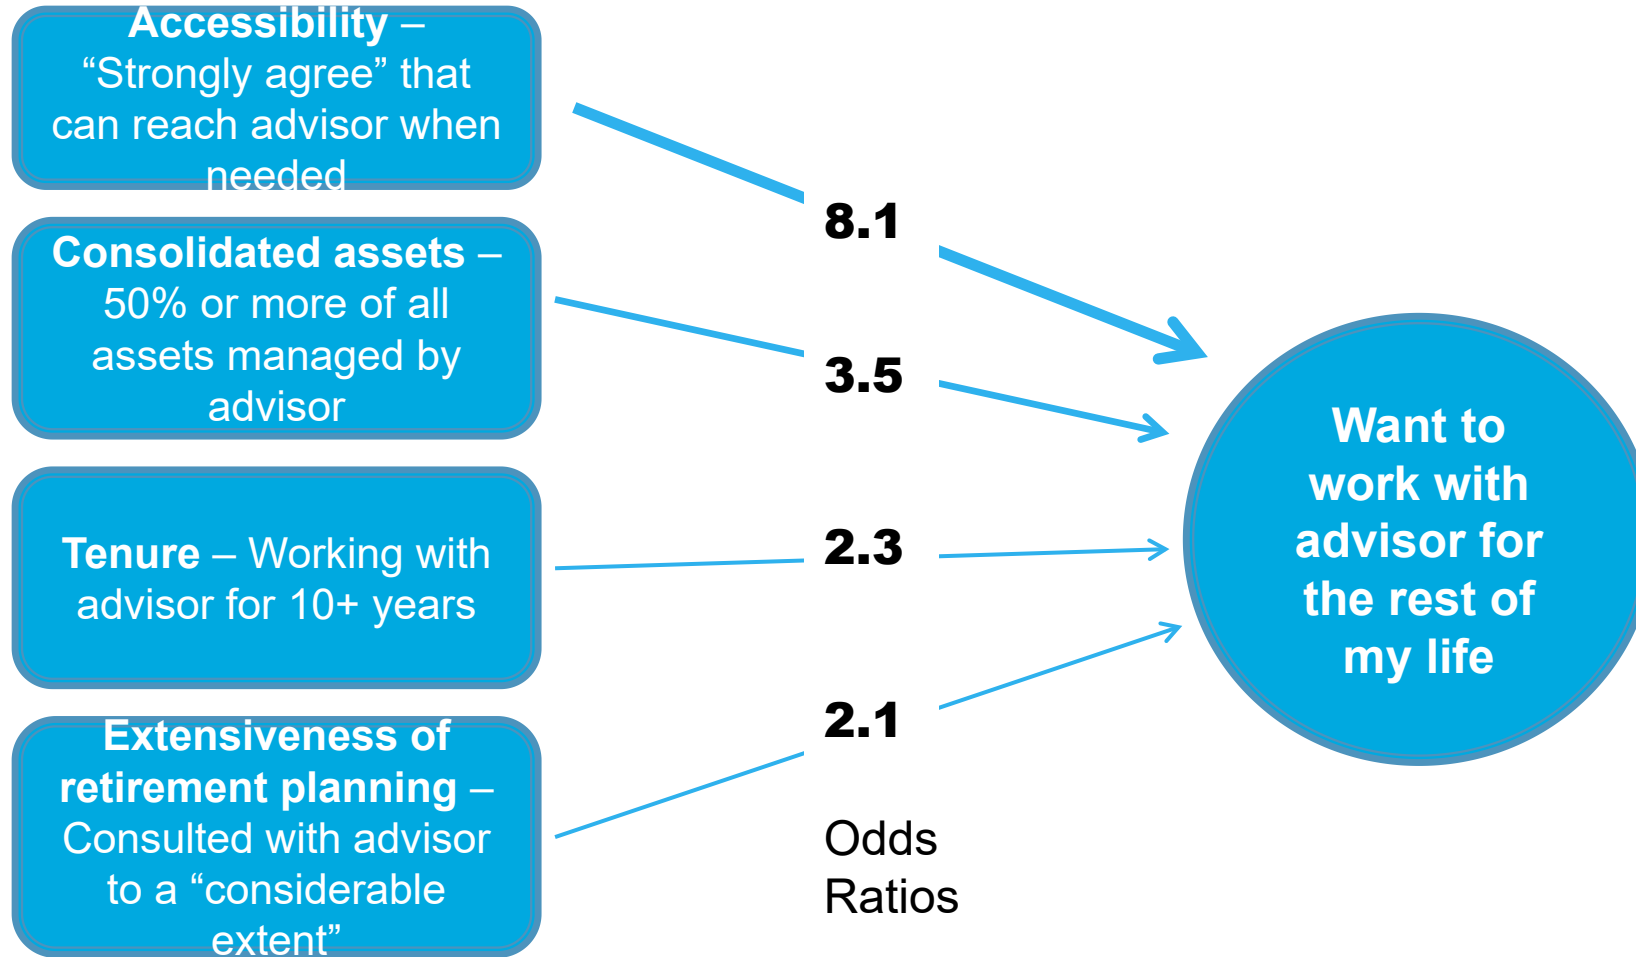 Accessibility –
“Strongly agree” that
can reach advisor when
needed
8.1
Consolidated assets –
50% or more of all
assets managed by
advisor
3.5
Tenure – Working with
advisor for 10+ years
2.3
Extensiveness of
retirement planning –
Consulted with advisor
to a “considerable
extent”
2.1
Odds
Ratios
Want to
work with
advisor for
the rest of
my life